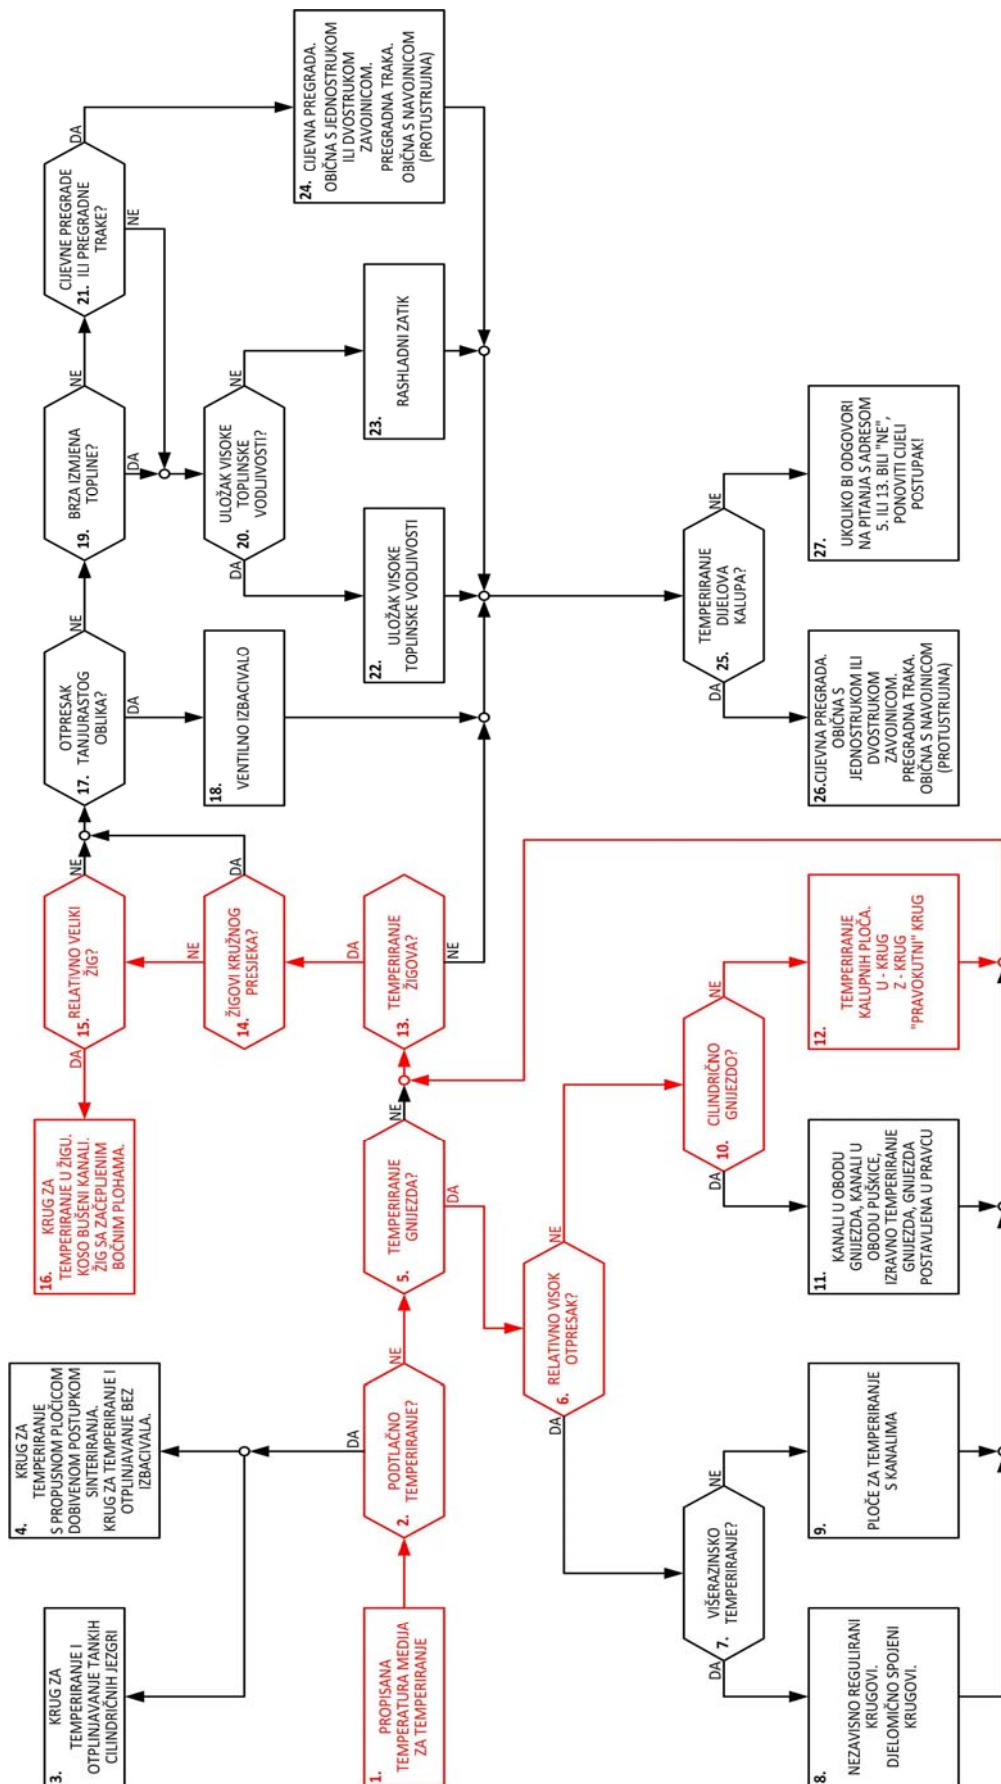 1. PROPISANA
TEMPERATURA MEDIJA
ZA TEMPERIRANJE
PODTLAČNO
2. TEMPERIRANJE?
DA
NE
3. KRUG ZA
TEMPERIRANJE I
OTPLINJAVANJE TANKIH
CILINDRIČNIH JEZGRI
4. KRUG ZA
TEMPERIRANJE
S PROPUSNOM PLOČICOM
DOBIVENOM POSTUPKOM
SINTERIRANJA.
KRUG ZA TEMPERIRANJE I
OTPLINJAVANJE BEZ
IZBACIVALA.
TEMPERIRANJE
5. GNIJEZDA?
DA
NE
RELATIVNO VISOK
6. OTPRESAK?
DA
NE
VIŠERAZINSKO
7. TEMPERIRANJE?
DA
NE
8. NEZAVISNO REGULIRANI
KRUGOVI.
DJELOMIČNO SPOJENI
KRUGOVI.
9. PLOČE ZA TEMPERIRANJE
S KANALIMA
CILINDRIČNO
10. GNIJEZDO?
DA
NE
11. KANALI U OBODU
GNIJEZDA, KANALI U
OBODU PUŠKICE,
IZRAVNO TEMPERIRANJE
GNIJEZDA, GNIJEZDA
POSTAVLJENA U PRAVCU
12. TEMPERIRANJE
KALUPNIH PLOČA.
U - KRUG
Z - KRUG
"PRAVOKUTNI" KRUG
TEMPERIRANJE
13. ŽIGOVA?
DA
NE
ŽIGOVI KRUŽNOG
14. PRESJEKA?
NE
DA
15. RELATIVNO VELIKI
ŽIG?
DA
NE
16. KRUG ZA
TEMPERIRANJE U ŽIGU.
KOSO BUŠENI KANALI.
ŽIG SA ZAČEPLJENIM
BOČNIM PLOHAMA.
OTPRESAK
17. TANJURASTOG
OBLIKA?
NE
DA
18. VENTILNO IZBACIVALO
19. BRZA IZMJENA
TOPLINE?
NE
DA
ULOŽAK VISOKE
TOPLINSKE
20. VODLJIVOSTI?
DA
NE
CIJEVNE PREGRADE
21. ILI PREGRADNE
TRAKE?
DA
NE
22. ULOŽAK VISOKE
TOPLINSKE VODLJIVOSTI
23. RASHLADNI ZATIK
24. CIJEVNA PREGRADA.
OBIČNA S JEDNOSTRUKOM
ILI DVOSTRUKOM
ZAVOJNICOM.
PREGRADNA TRAKA.
OBIČNA S NAVOJNICOM
(PROTUSTRUJNA)
TEMPERIRANJE
DIJELOVA
25. KALUPA?
DA
NE
26.CIJEVNA PREGRADA.
OBIČNA S
JEDNOSTRUKOM ILI
DVOSTRUKOM
ZAVOJNICOM.
PREGRADNA TRAKA.
OBIČNA S NAVOJNICOM
(PROTUSTRUJNA)
27. UKOLIKO BI ODGOVORI
NA PITANJA S ADRESOM
5. ILI 13. BILI "NE",
PONOVITI CIJELI
POSTUPAK!